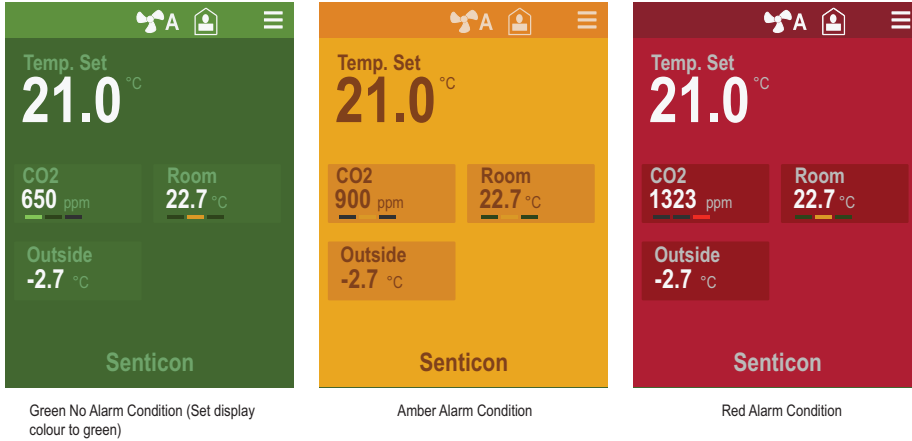 A
Temp. Set
21.0 °C
CO2
650 ppm
Room
22.7 °C
Outside
-2.7 °C
Senticon
Green No Alarm Condition (Set display
colour to green)
A
Temp. Set
21.0 °C
CO2
900 ppm
Room
22.7 °C
Outside
-2.7 °C
Senticon
Amber Alarm Condition
A
Temp. Set
21.0 °C
CO2
1323 ppm
Room
22.7 °C
Outside
-2.7 °C
Senticon
Red Alarm Condition